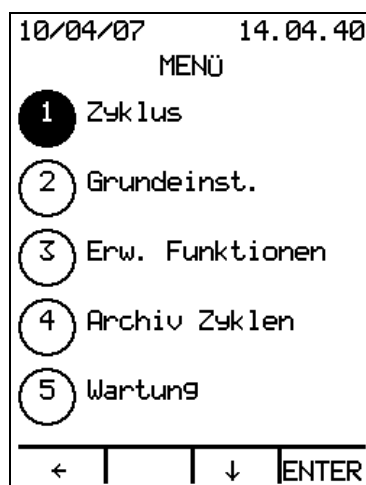 10/04/07 14.04.40
MENÜ
1 Zyklus
2 Grundeinst.
3 Erw. Funktionen
4 Archiv Zyklen
5 Wartung
← ↓ ENTER